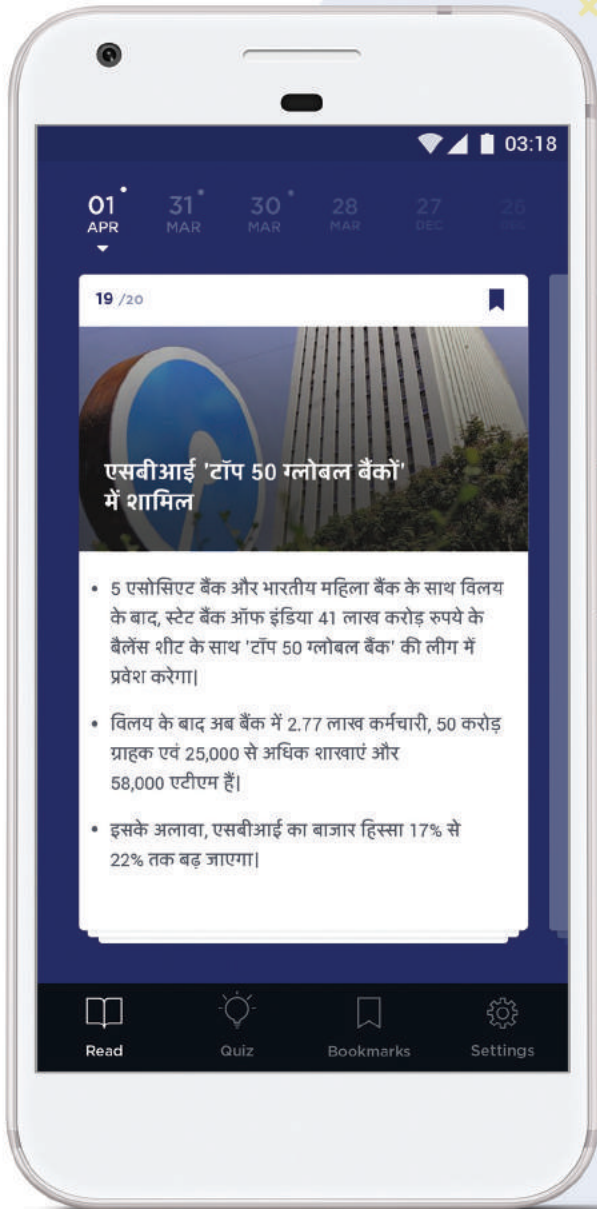 03:18
01 31 30 28 27 26
APR MAR MAR MAR DEC
19 /20
एसबीआई 'टॉप 50 ग्लोबल बैंकों'
में शामिल
• 5 एसोसिएट बैंक और भारतीय महिला बैंक के साथ विलय
के बाद, स्टेट बैंक ऑफ इंडिया 41 लाख करोड़ रुपये के
बैलेंस शीट के साथ 'टॉप 50 ग्लोबल बैंक' की लीग में
प्रवेश करेगा|
• विलय के बाद अब बैंक में 2.77 लाख कर्मचारी, 50 करोड़
ग्राहक एवं 25,000 से अधिक शाखाएं और
58,000 एटीएम हैं|
• इसके अलावा, एसबीआई का बाजार हिस्सा 17% से
22% तक बढ़ जाएगा|
Read Quiz Bookmarks Settings